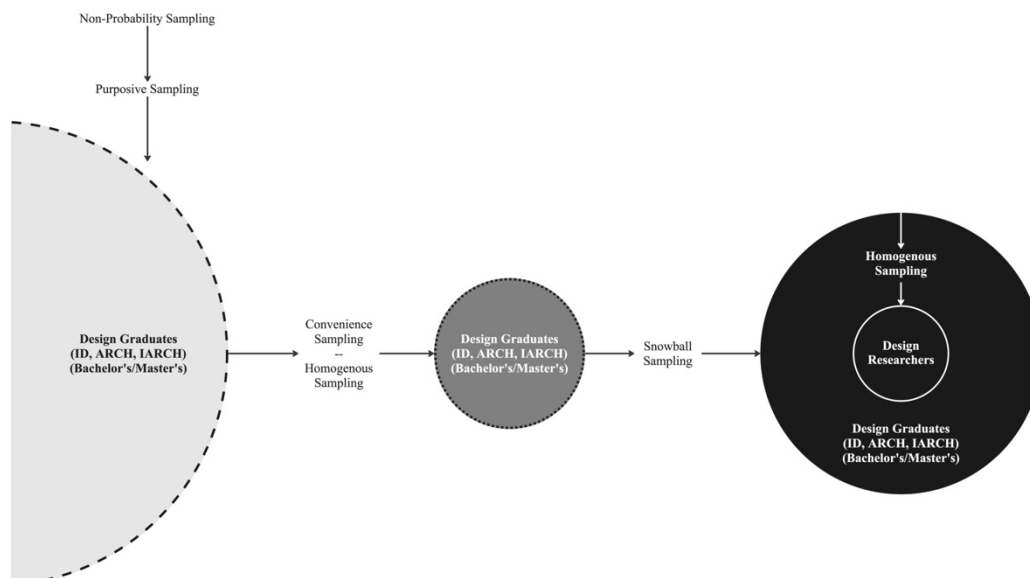 Non-Probability Sampling
Purposive Sampling
Design Graduates
(ID, ARCH, IARCH)
(Bachelor's/Master's)
Convenience
Sampling
--
Homogenous
Sampling
Design Graduates
(ID, ARCH, IARCH)
(Bachelor's/Master's)
Snowball
Sampling
Homogenous
Sampling
Design
Researchers
Design Graduates
(ID, ARCH, IARCH)
(Bachelor's/Master's)